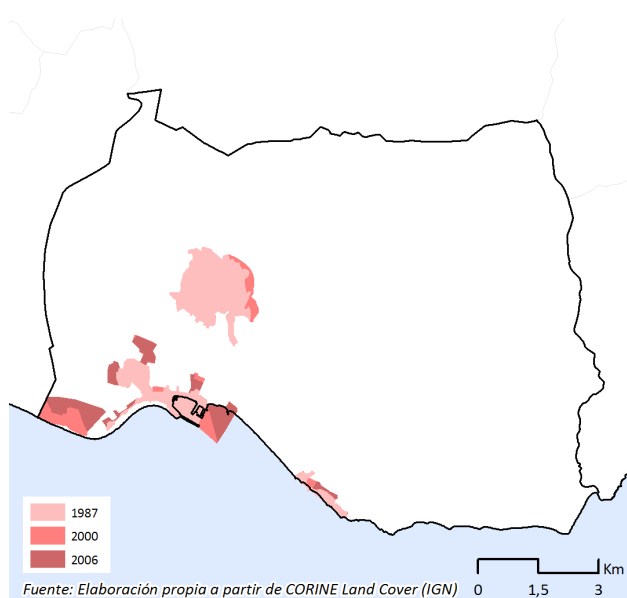 1987
2000
2006
Km
0 1,5 3
Fuente: Elaboración propia a partir de CORINE Land Cover (IGN)